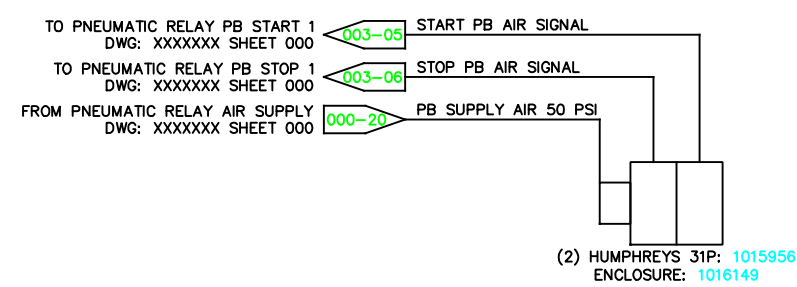 TO PNEUMATIC RELAY PB START 1
DWG: XXXXXXX SHEET 000
003-05
START PB AIR SIGNAL
TO PNEUMATIC RELAY PB STOP 1
DWG: XXXXXXX SHEET 000
003-06
STOP PB AIR SIGNAL
FROM PNEUMATIC RELAY AIR SUPPLY
DWG: XXXXXXX SHEET 000
000-20
PB SUPPLY AIR 50 PSI
(2) HUMPHREYS 31P: 1015956
ENCLOSURE: 1016149